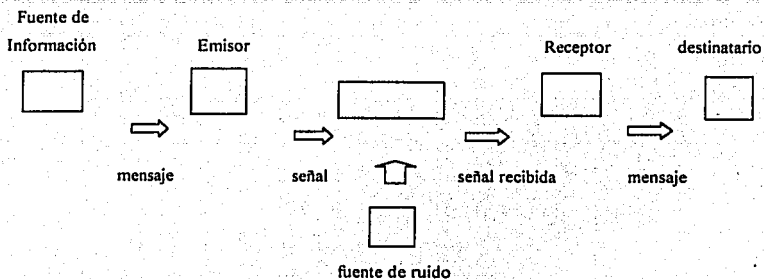 Fuente de
Información
Emisor
Receptor
destinatario
mensaje
señal
señal recibida
mensaje
fuente de ruido